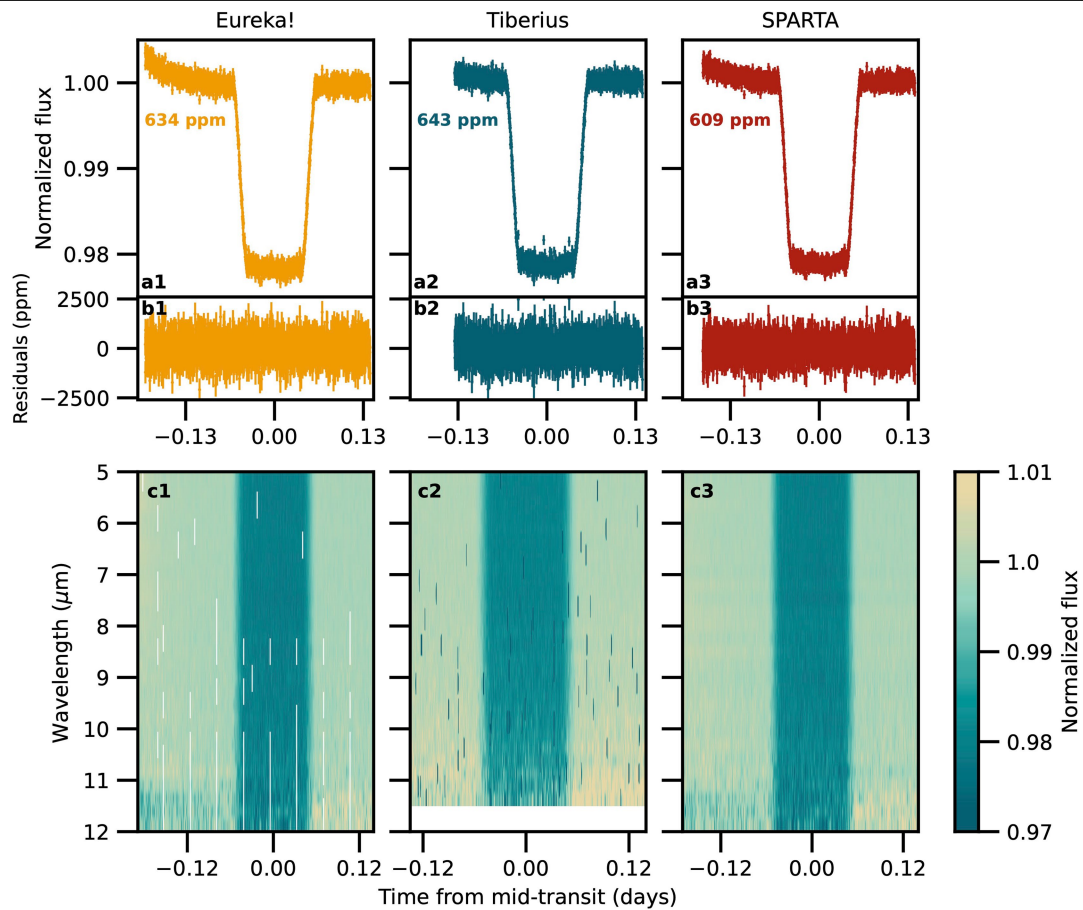 Eureka!
Tiberius
SPARTA
Normalized flux
1.00
0.99
0.98
634 ppm
643 ppm
609 ppm
a1
a2
a3
Residuals (ppm)
2500
0
−2500
b1
b2
b3
−0.13 0.00 0.13
−0.13 0.00 0.13
−0.13 0.00 0.13
Wavelength (μm)
5
6
7
8
9
10
11
12
c1
c2
c3
−0.12 0.00 0.12
−0.12 0.00 0.12
−0.12 0.00 0.12
Time from mid-transit (days)
1.01
1.0
0.99
0.98
0.97
Normalized flux